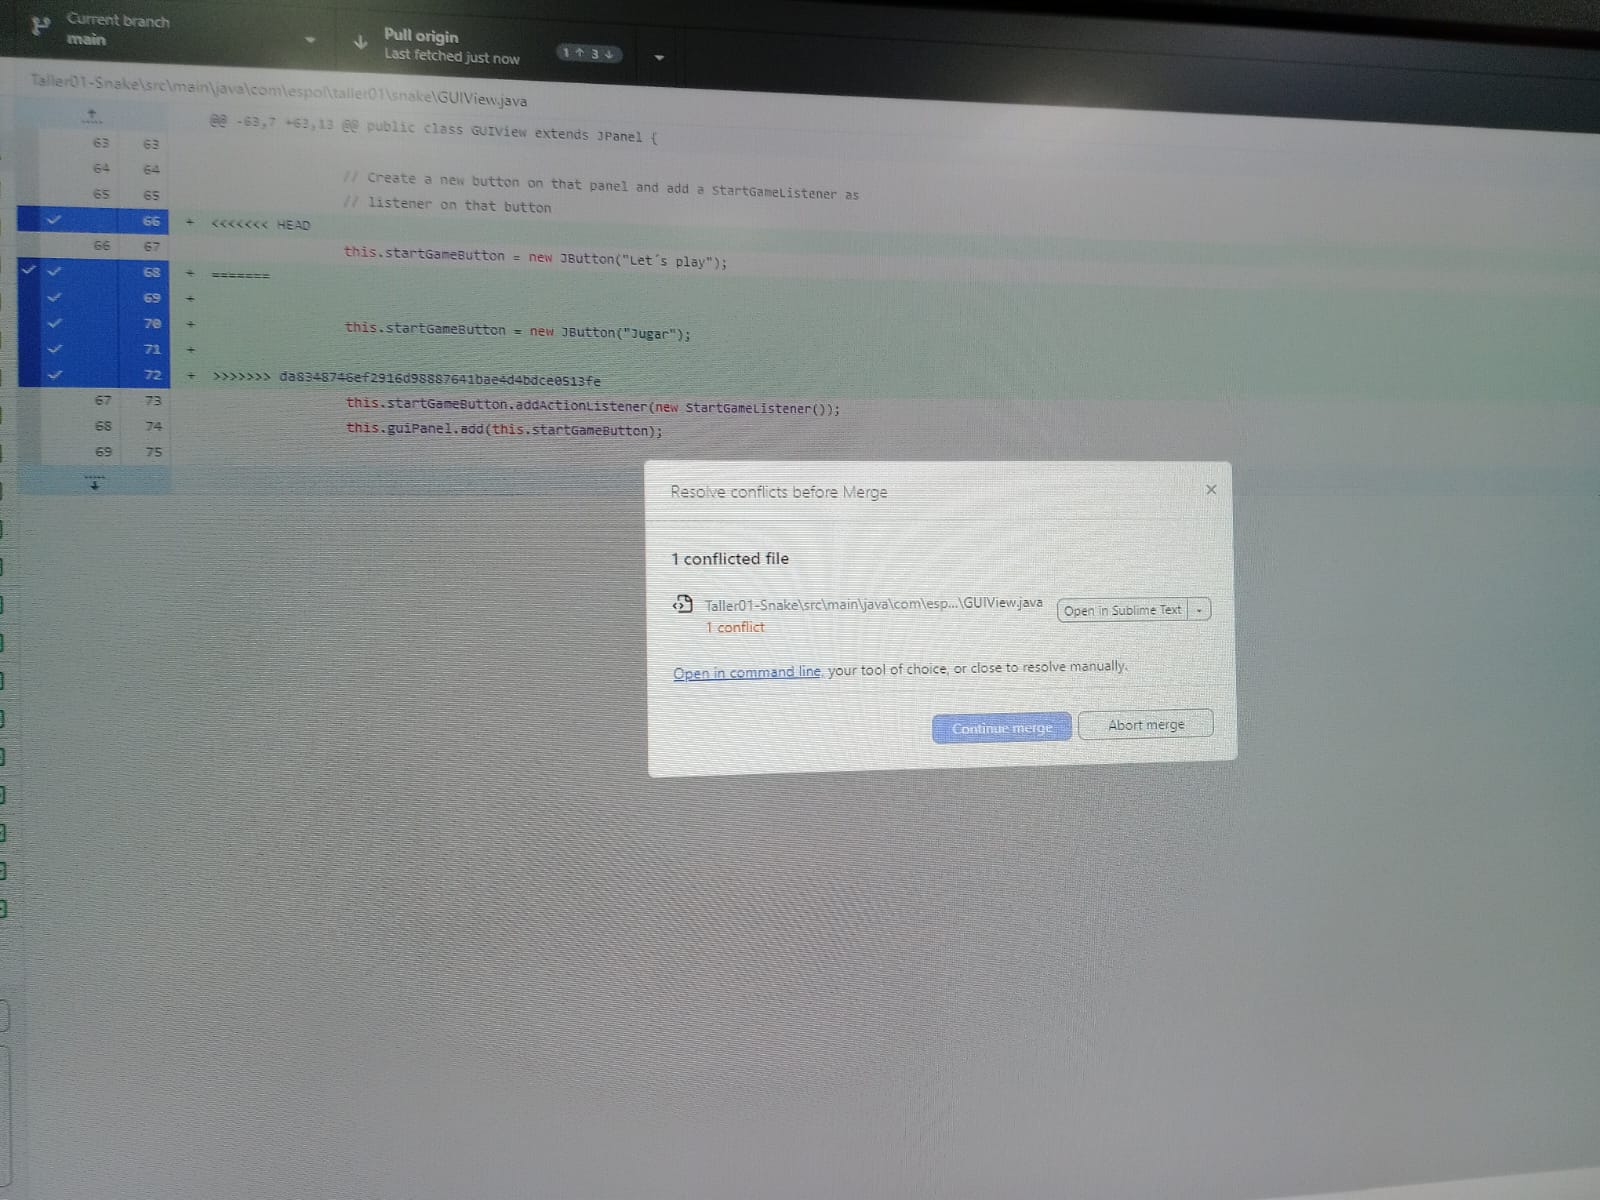 Current branch
main
Pull origin
Last fetched just now
1 ↑ 3 ↓
Taller01-Snake\src\main\java\com\espol\taller01\snake\GUIView.java
@@ -63,7 +63,13 @@ public class GUIView extends JPanel {
63 63
64 64 // Create a new button on that panel and add a StartGameListener as
65 65 // listener on that button
66 + <<<<<<< HEAD
66 67 this.startGameButton = new JButton("Let´s play");
68 + =======
69 +
70 + this.startGameButton = new JButton("Jugar");
71 +
72 + >>>>>>> da8348746ef2916d98887641bae4d4bdce0513fe
67 73 this.startGameButton.addActionListener(new StartGameListener());
68 74 this.guiPanel.add(this.startGameButton);
69 75
Resolve conflicts before Merge
1 conflicted file
Taller01-Snake\src\main\java\com\esp...\GUIView.java
Open in Sublime Text
1 conflict
Open in command line, your tool of choice, or close to resolve manually.
Continue merge
Abort merge